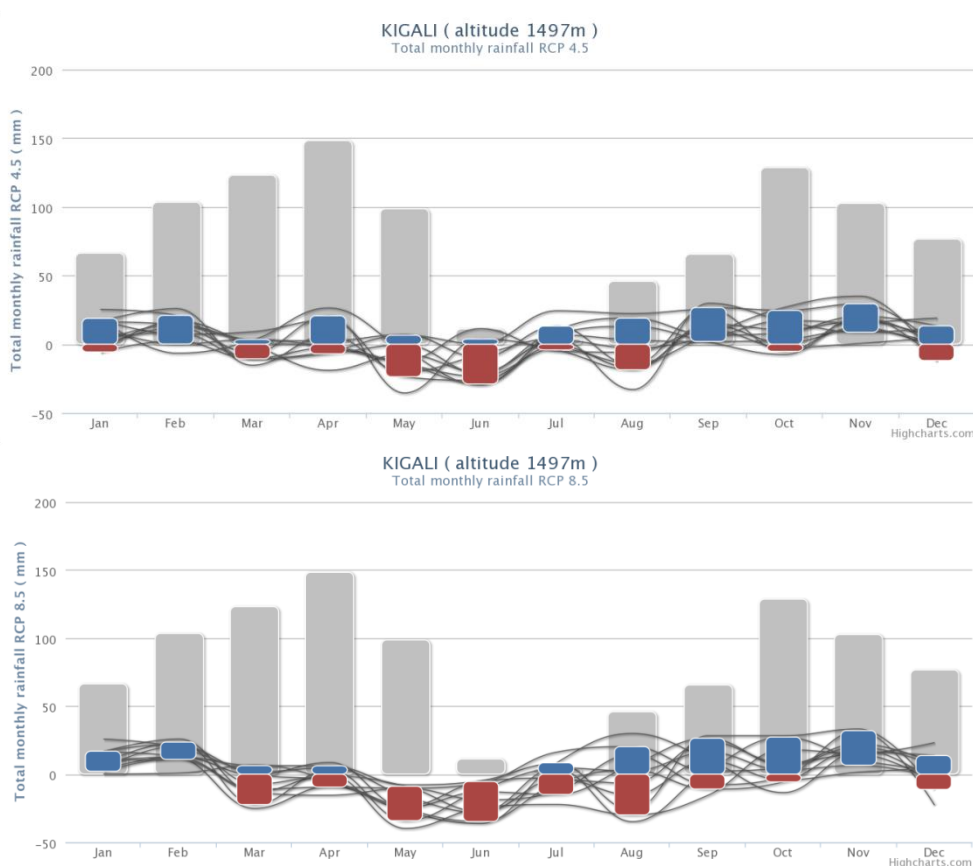 KIGALI ( altitude 1497m )
Total monthly rainfall RCP 4.5
Total monthly rainfall RCP 4.5 ( mm )
200
150
100
50
0
−50
Jan Feb Mar Apr May Jun Jul Aug Sep Oct Nov Dec
Highcharts.com
KIGALI ( altitude 1497m )
Total monthly rainfall RCP 8.5
Total monthly rainfall RCP 8.5 ( mm )
200
150
100
50
0
−50
Jan Feb Mar Apr May Jun Jul Aug Sep Oct Nov Dec
Highcharts.com